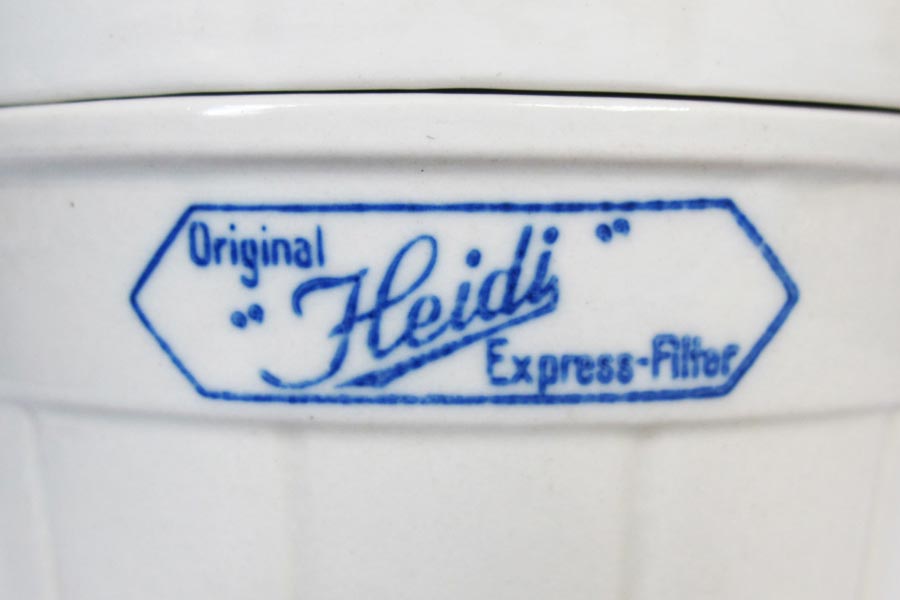 Original
„Heidi"
Express-Filter